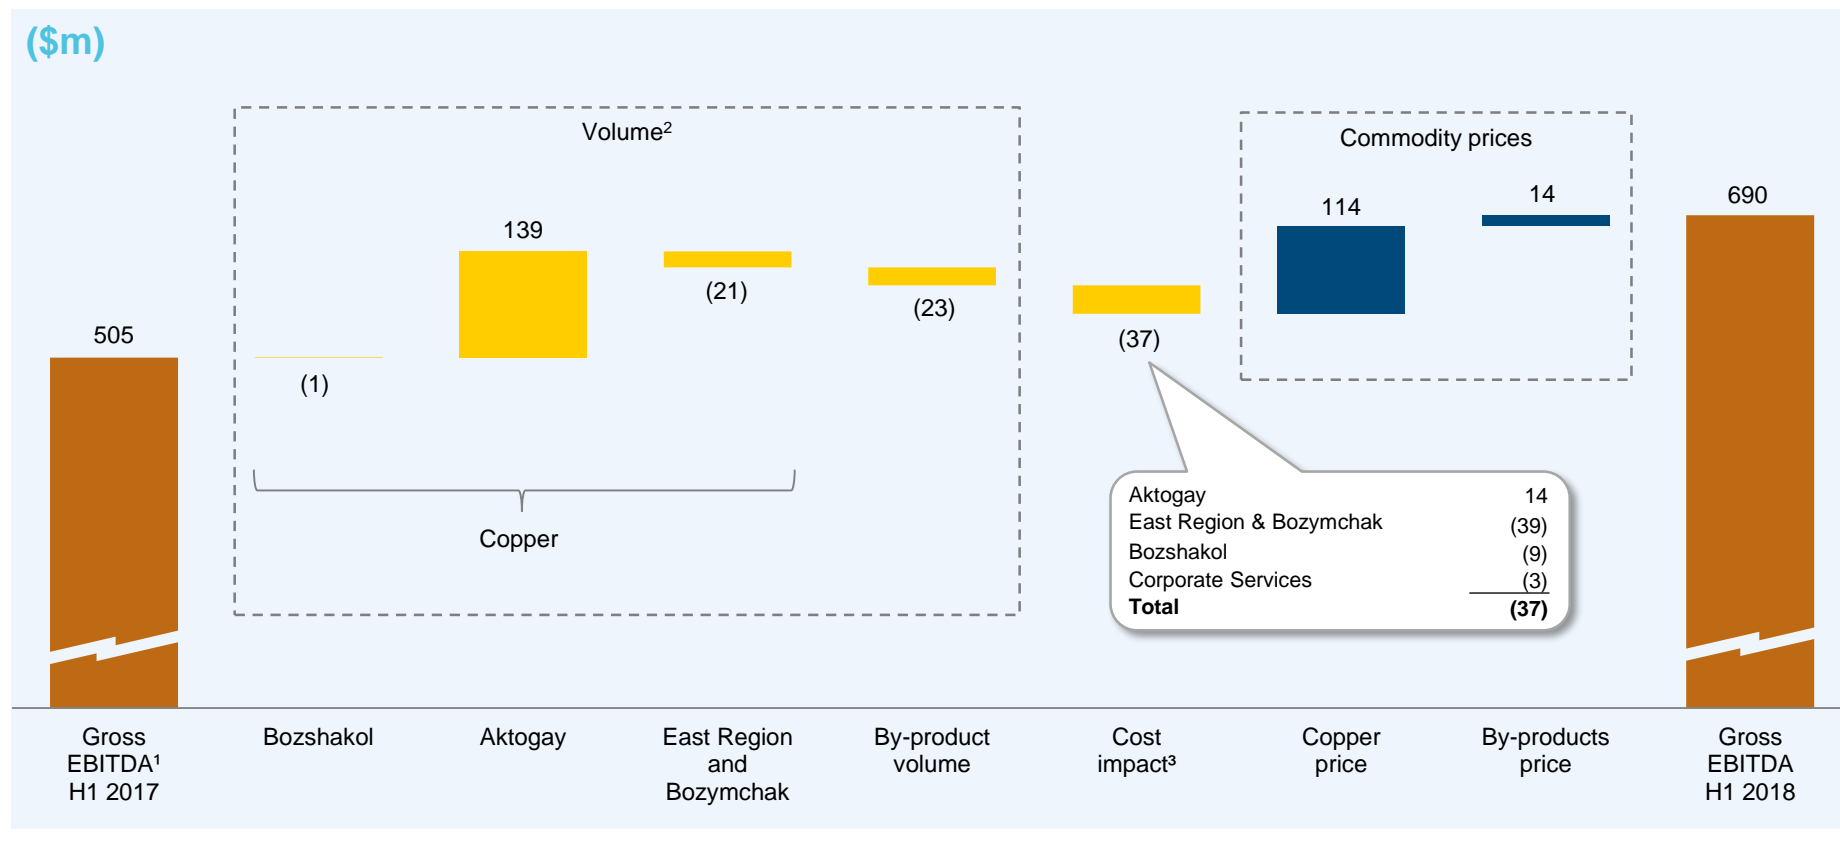 ($m)
Volume²
Commodity prices
505
(1)
139
(21)
(23)
(37)
114
14
690
Copper
Aktogay 14
East Region & Bozymchak (39)
Bozshakol (9)
Corporate Services (3)
Total (37)
Gross
EBITDA¹
H1 2017
Bozshakol
Aktogay
East Region
and
Bozymchak
By-product
volume
Cost
impact³
Copper
price
By-products
price
Gross
EBITDA
H1 2018